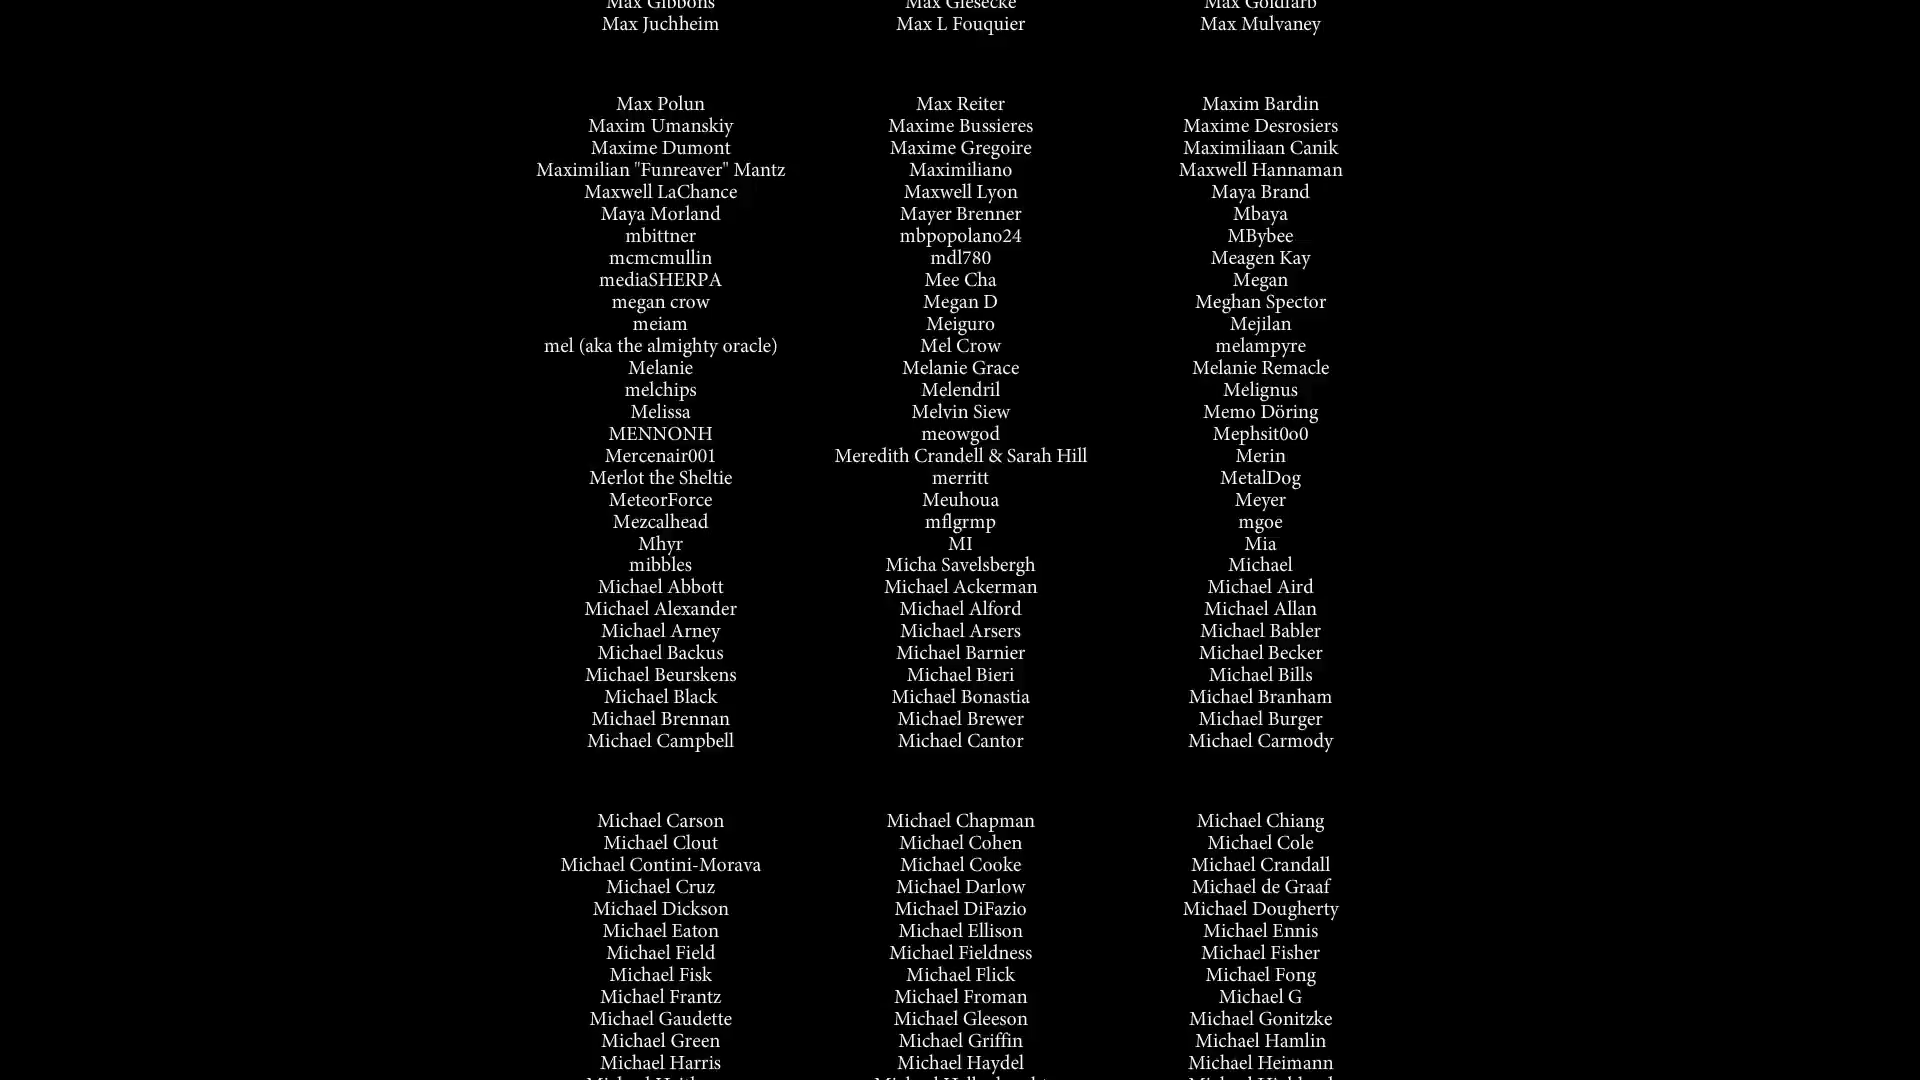 Max Gibbons Max Giesecke Max Goldfarb
Max Juchheim Max L Fouquier Max Mulvaney
Max Polun Max Reiter Maxim Bardin
Maxim Umanskiy Maxime Bussieres Maxime Desrosiers
Maxime Dumont Maxime Gregoire Maximiliaan Canik
Maximilian "Funreaver" Mantz Maximiliano Maxwell Hannaman
Maxwell LaChance Maxwell Lyon Maya Brand
Maya Morland Mayer Brenner Mbaya
mbittner mbpopolano24 MBybee
mcmcmullin mdl780 Meagen Kay
mediaSHERPA Mee Cha Megan
megan crow Megan D Meghan Spector
meiam Meiguro Mejilan
mel (aka the almighty oracle) Mel Crow melampyre
Melanie Melanie Grace Melanie Remacle
melchips Melendril Melignus
Melissa Melvin Siew Memo Döring
MENNONH meowgod Mephsit0o0
Mercenair001 Meredith Crandell & Sarah Hill Merin
Merlot the Sheltie merritt MetalDog
MeteorForce Meuhoua Meyer
Mezcalhead mflgrmp mgoe
Mhyr MI Mia
mibbles Micha Savelsbergh Michael
Michael Abbott Michael Ackerman Michael Aird
Michael Alexander Michael Alford Michael Allan
Michael Arney Michael Arsers Michael Babler
Michael Backus Michael Barnier Michael Becker
Michael Beurskens Michael Bieri Michael Bills
Michael Black Michael Bonastia Michael Branham
Michael Brennan Michael Brewer Michael Burger
Michael Campbell Michael Cantor Michael Carmody
Michael Carson Michael Chapman Michael Chiang
Michael Clout Michael Cohen Michael Cole
Michael Contini-Morava Michael Cooke Michael Crandall
Michael Cruz Michael Darlow Michael de Graaf
Michael Dickson Michael DiFazio Michael Dougherty
Michael Eaton Michael Ellison Michael Ennis
Michael Field Michael Fieldness Michael Fisher
Michael Fisk Michael Flick Michael Fong
Michael Frantz Michael Froman Michael G
Michael Gaudette Michael Gleeson Michael Gonitzke
Michael Green Michael Griffin Michael Hamlin
Michael Harris Michael Haydel Michael Heimann
Michael Michael Michael